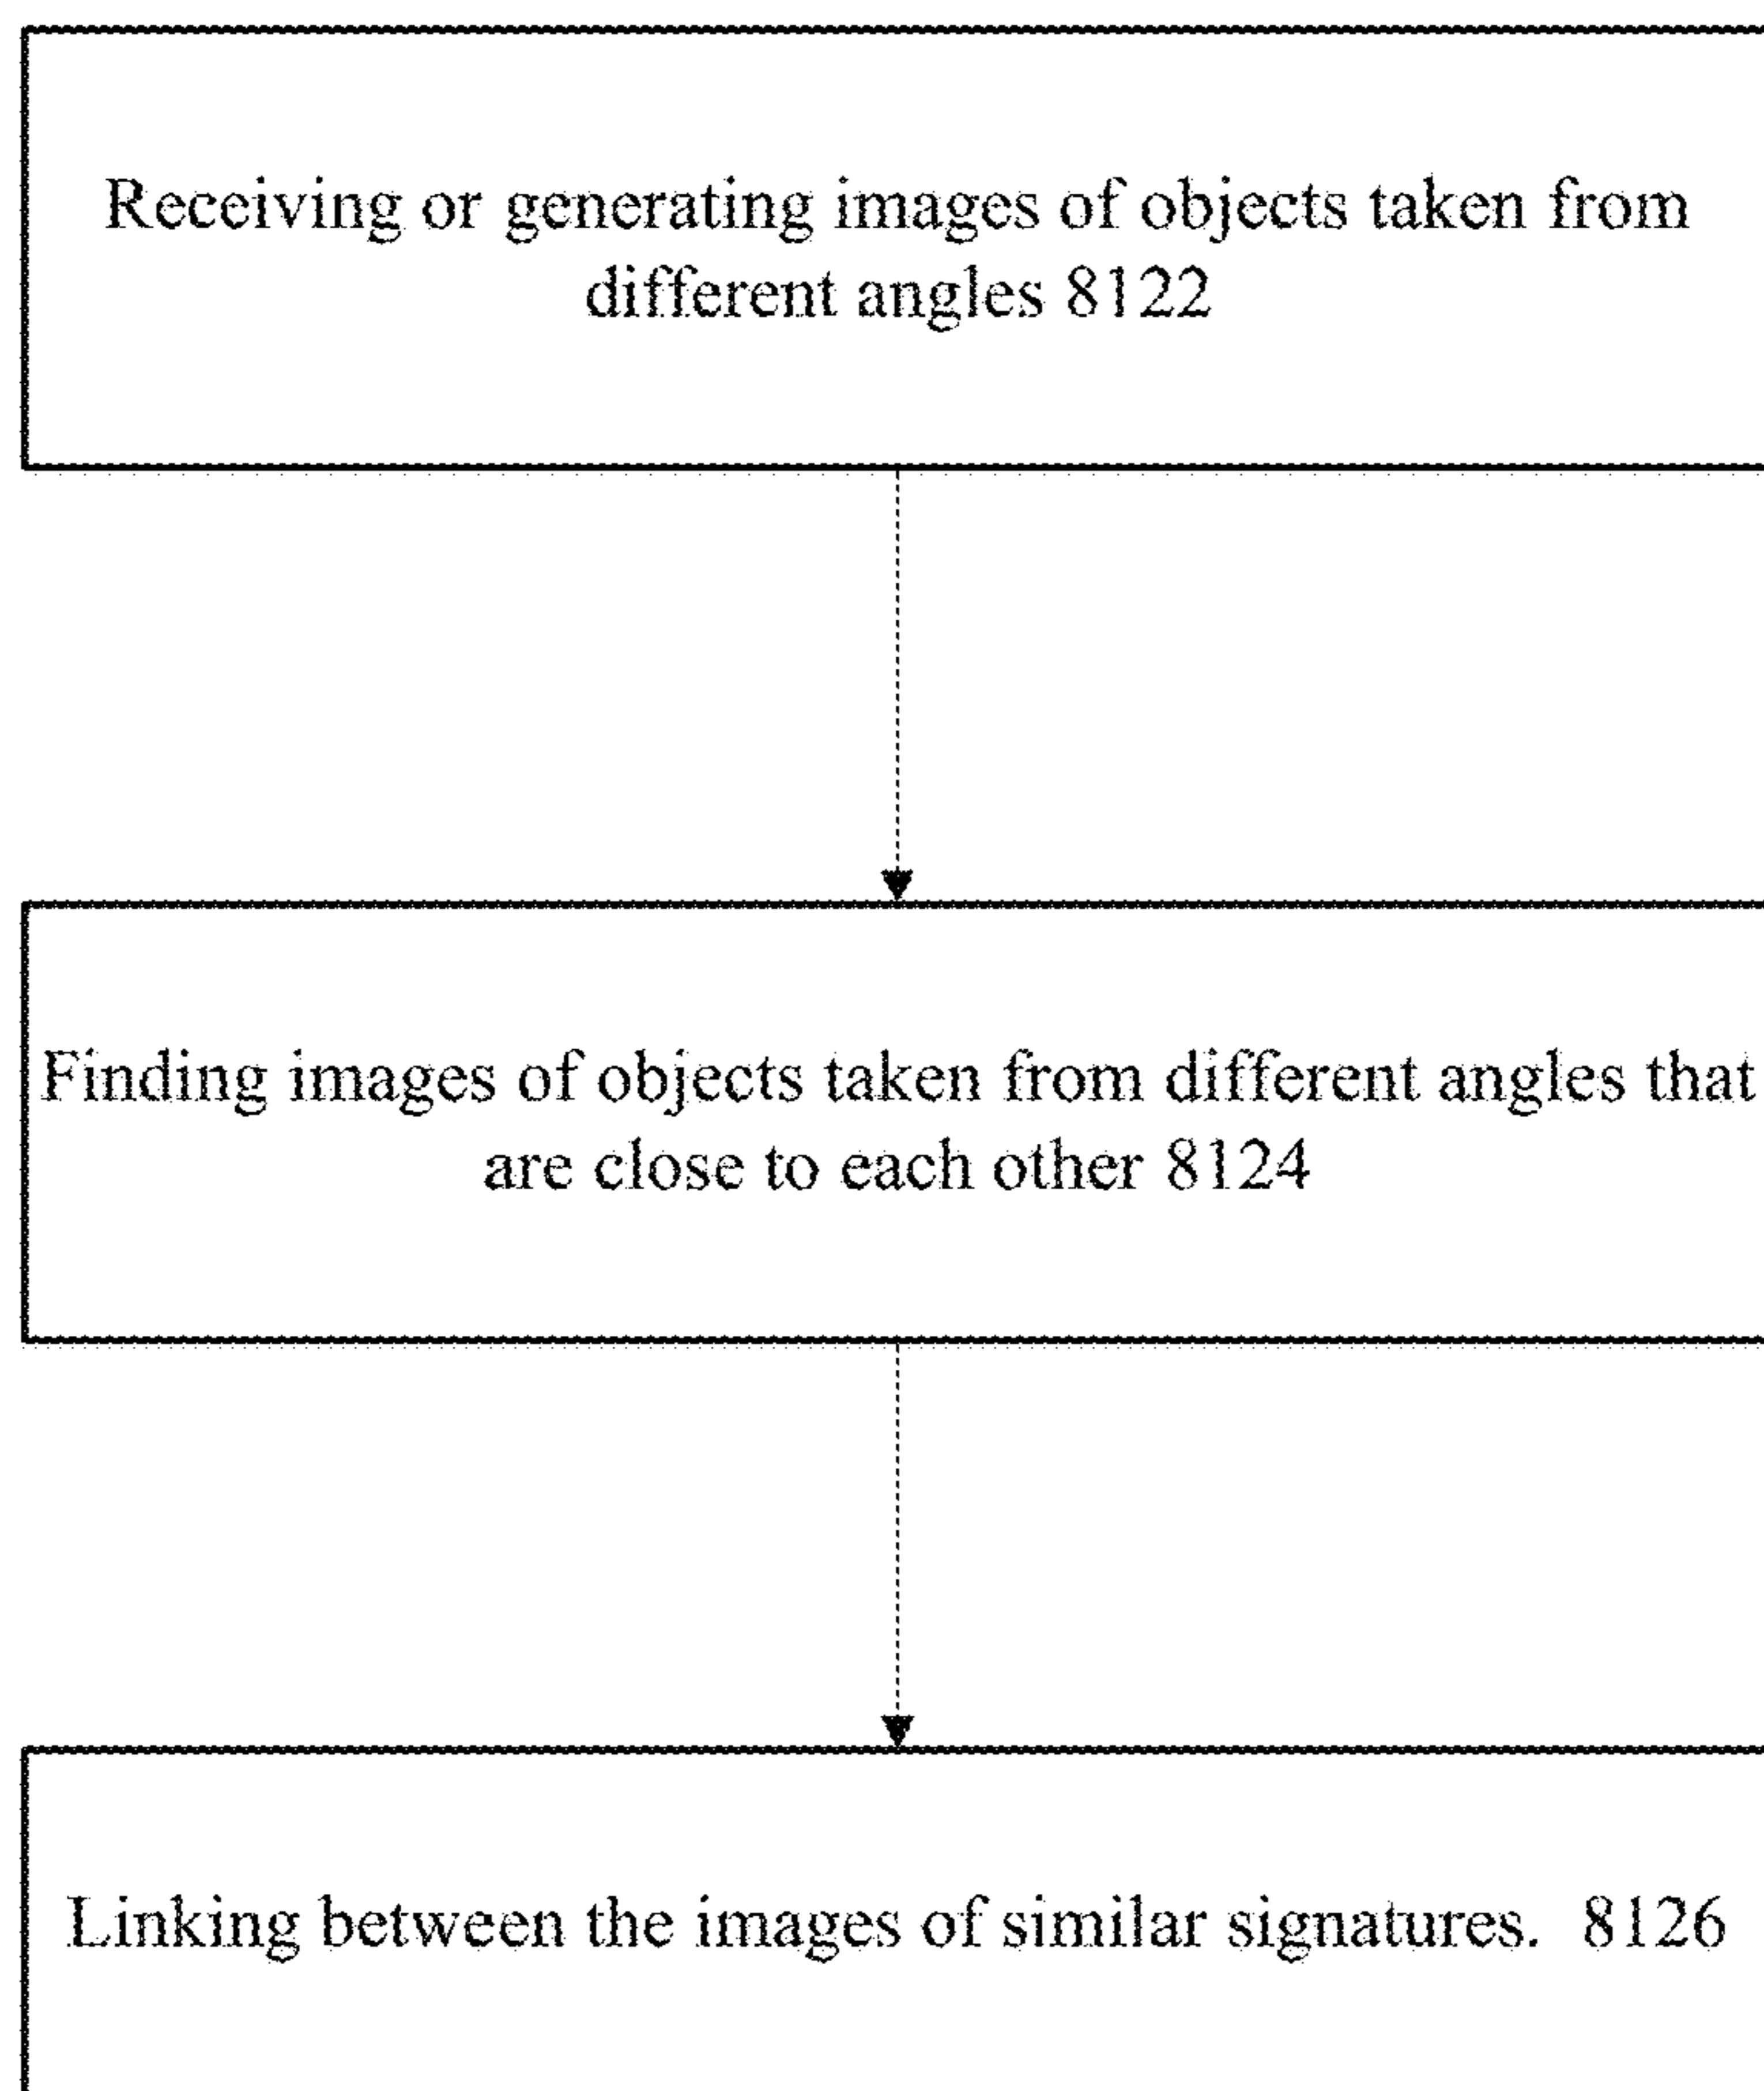 Receiving or generating images of objects taken from
different angles 8122
Finding images of objects taken from different angles that
are close to each other 8124
Linking between the images of similar signatures.  8126